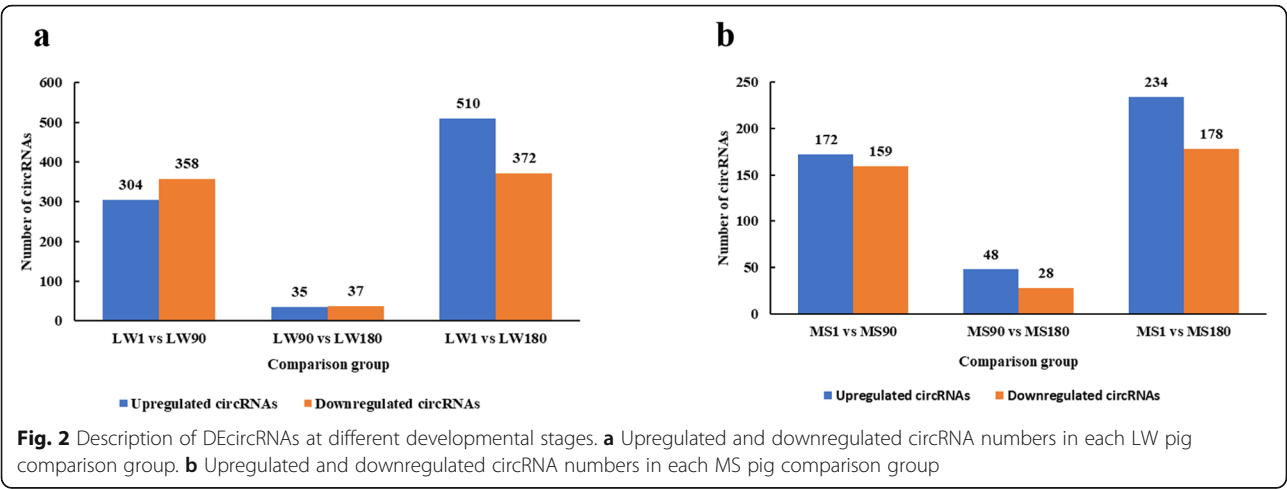 a
600
500
400
300
200
100
0
Number of circRNAs
304
358
35
37
510
372
LW1 vs LW90
LW90 vs LW180
LW1 vs LW180
Comparison group
Upregulated circRNAs
Downregulated circRNAs
b
250
200
150
100
50
0
Number of circRNAs
172
159
48
28
234
178
MS1 vs MS90
MS90 vs MS180
MS1 vs MS180
Comparison group
Upregulated circRNAs
Downregulated circRNAs
Fig. 2 Description of DEcircRNAs at different developmental stages. a Upregulated and downregulated circRNA numbers in each LW pig
comparison group. b Upregulated and downregulated circRNA numbers in each MS pig comparison group